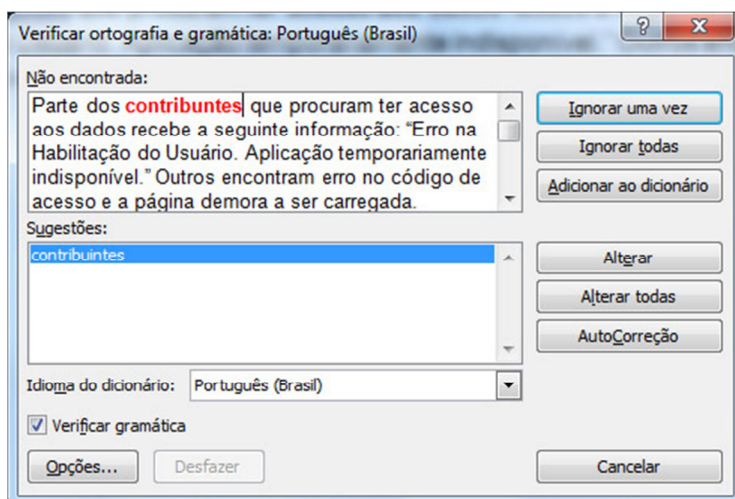 Verificar ortografia e gramática: Português (Brasil)
Não encontrada:
Parte dos contribuntes que procuram ter acesso
aos dados recebe a seguinte informação: "Erro na
Habilitação do Usuário. Aplicação temporariamente
indisponível." Outros encontram erro no código de
acesso e a página demora a ser carregada.
Ignorar uma vez
Ignorar todas
Adicionar ao dicionário
Sugestões:
contribuintes
Alterar
Alterar todas
AutoCorreção
Idioma do dicionário: Português (Brasil)
Verificar gramática
Opções... Desfazer Cancelar